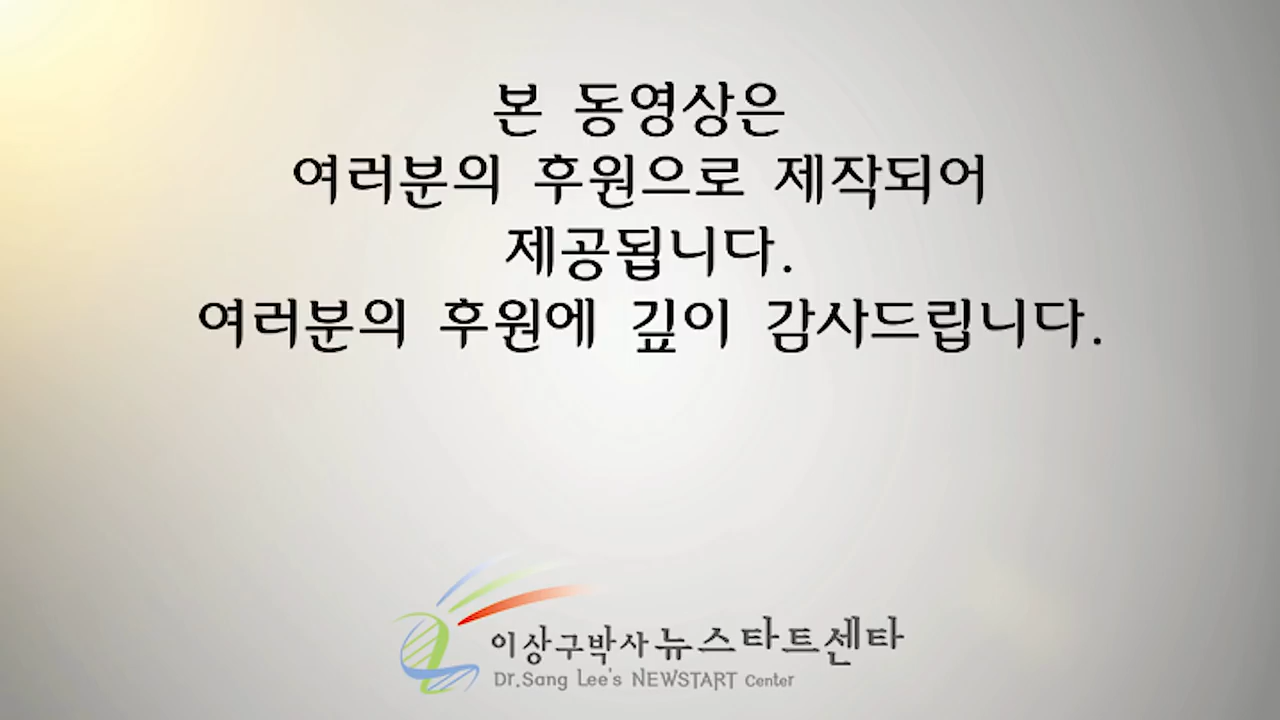 본 동영상은
여러분의 후원으로 제작되어
제공됩니다.
여러분의 후원에 깊이 감사드립니다.
이상구박사 뉴스타트센타
Dr.Sang Lee's NEWSTART Center